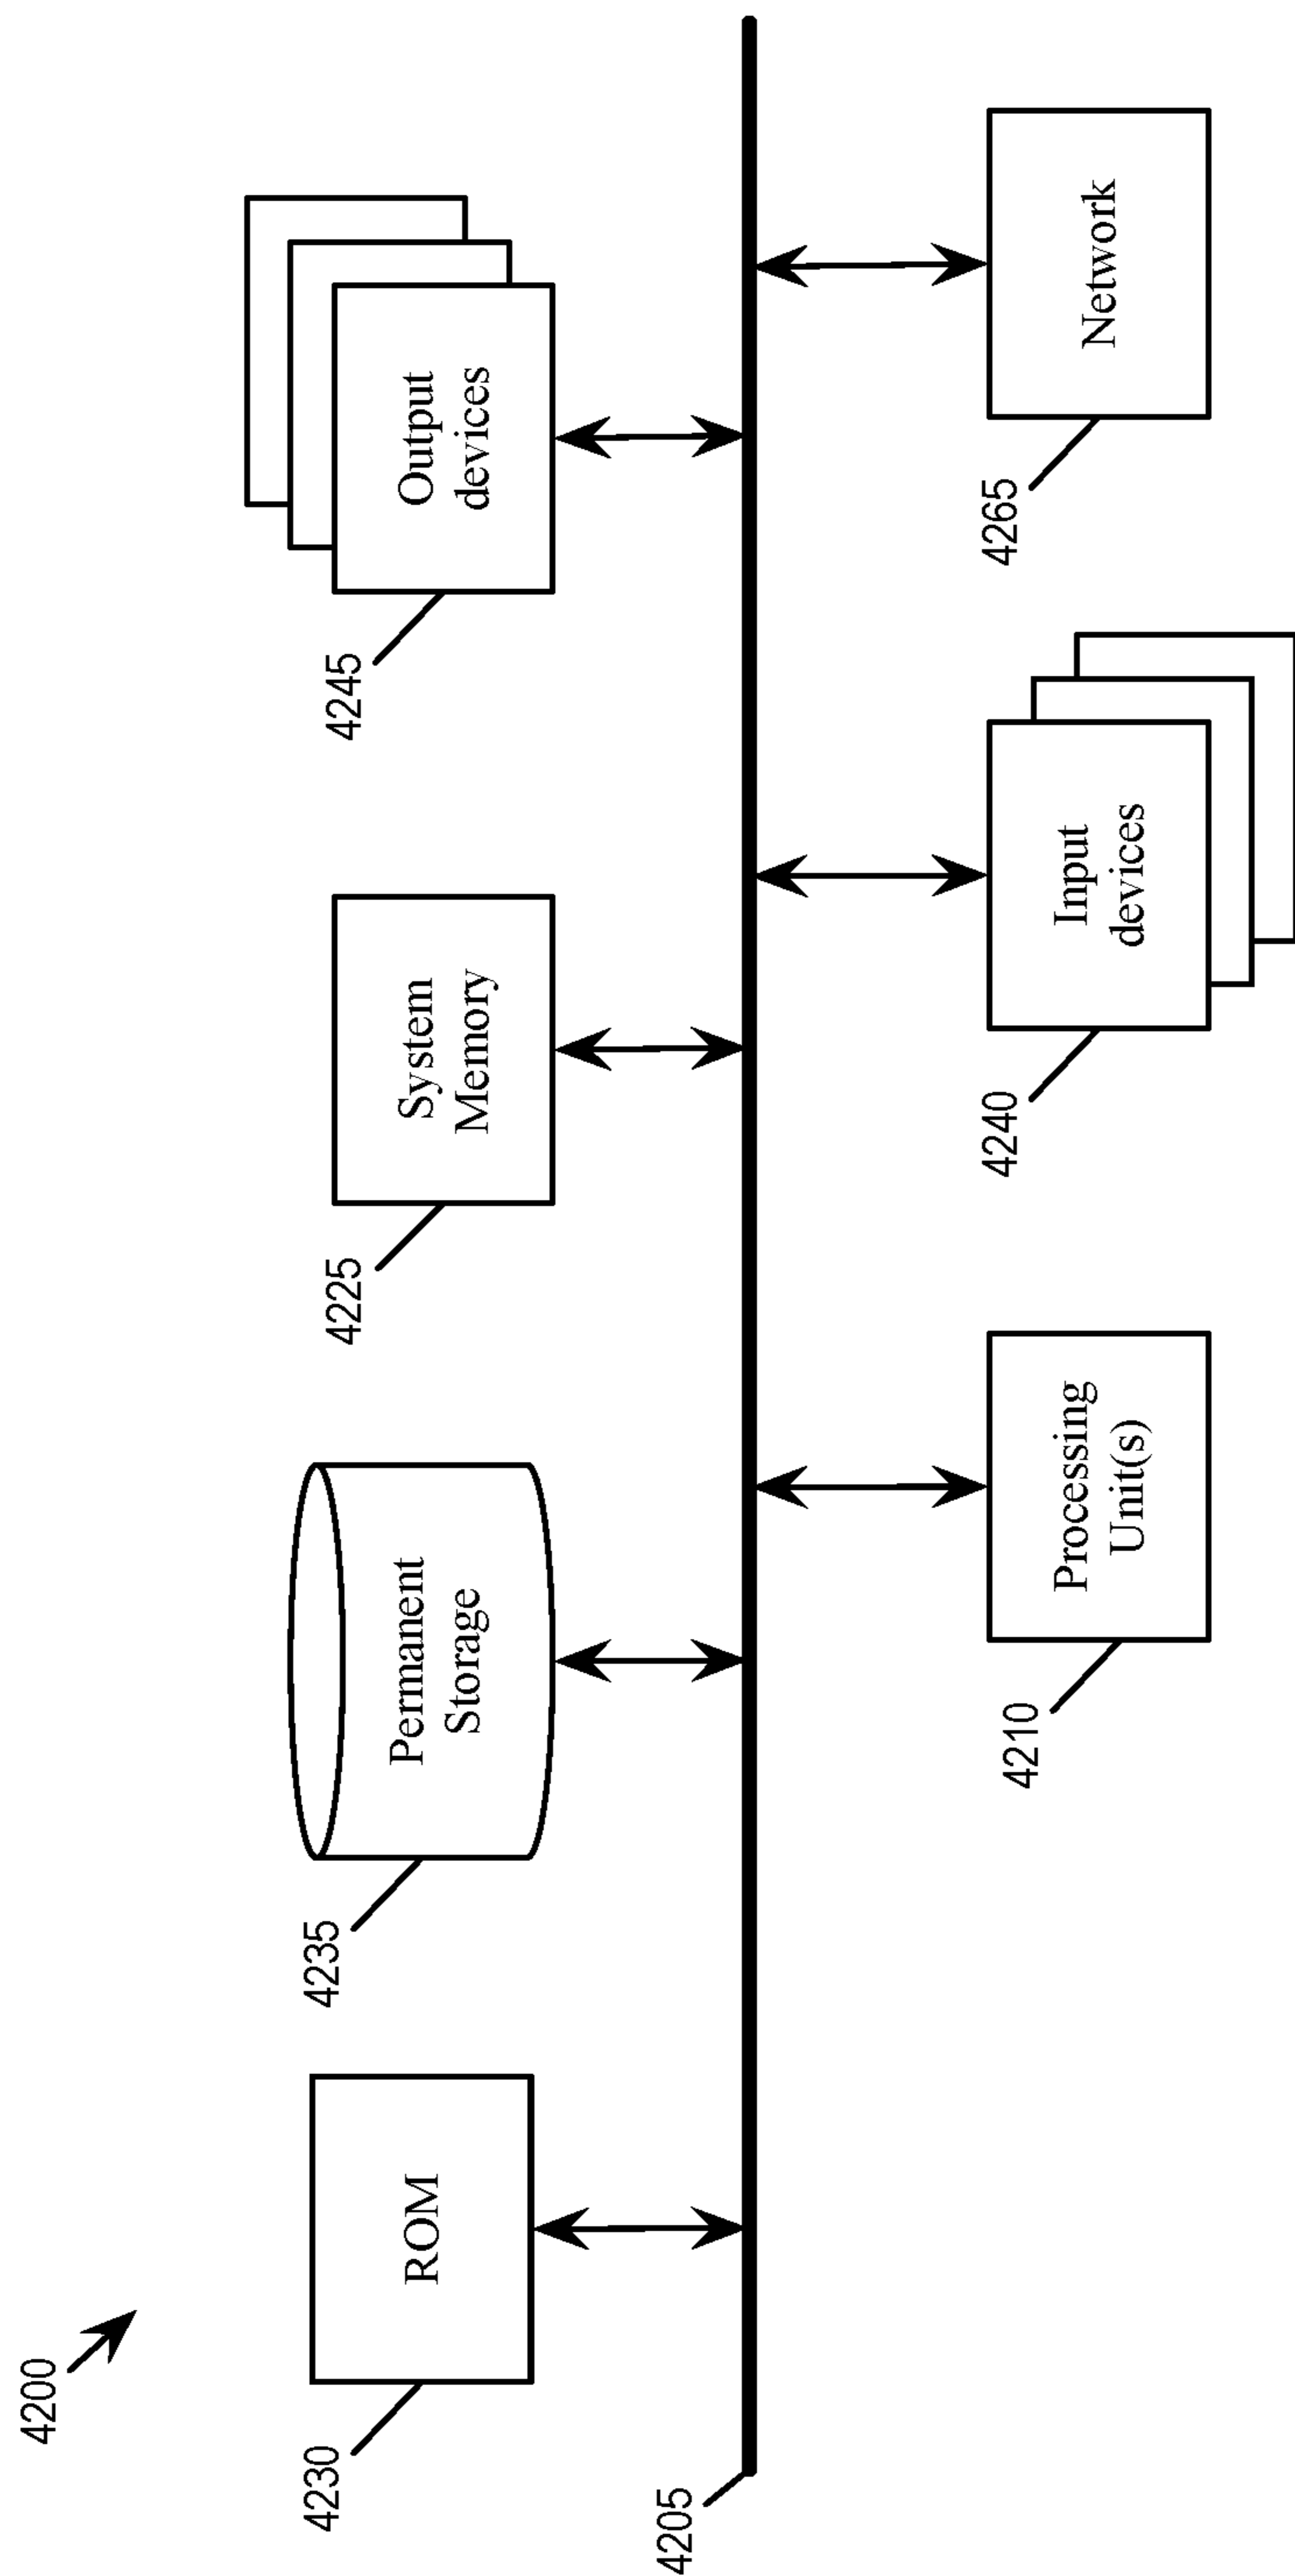 4200
4230
ROM
4235
Permanent
Storage
4225
System
Memory
4245
Output
devices
4205
4210
Processing
Unit(s)
4240
Input
devices
4265
Network